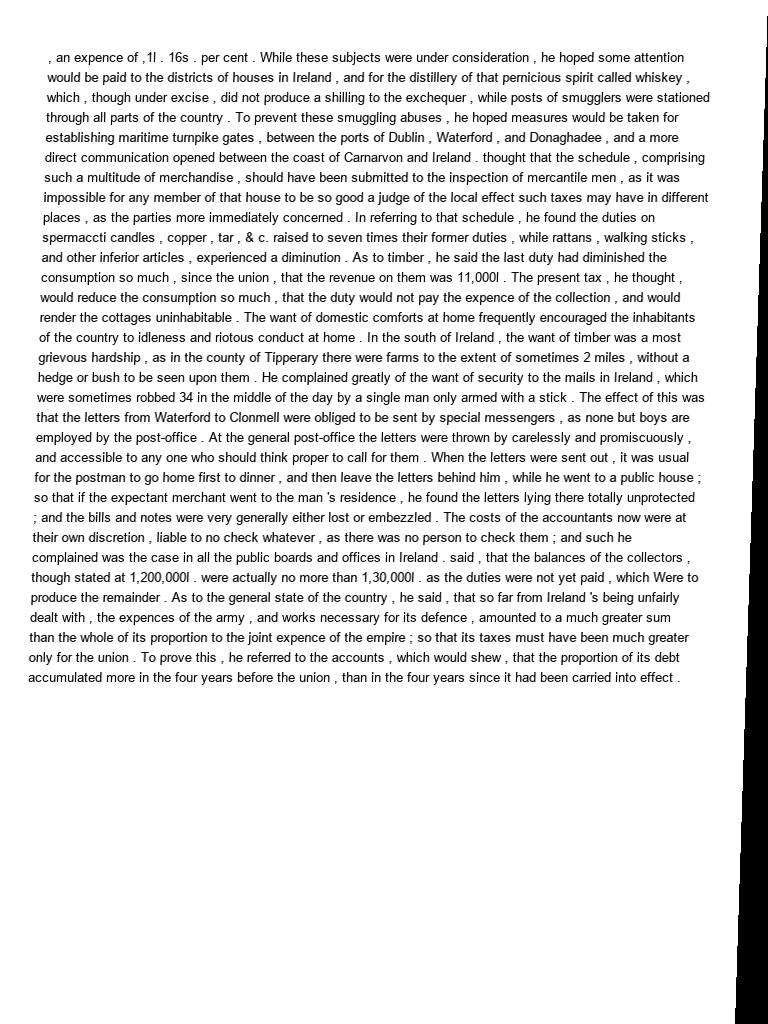 , an expence of ,1l . 16s . per cent . While these subjects were under consideration , he hoped some attention
would be paid to the districts of houses in Ireland , and for the distillery of that pernicious spirit called whiskey ,
which , though under excise , did not produce a shilling to the exchequer , while posts of smugglers were stationed
through all parts of the country . To prevent these smuggling abuses , he hoped measures would be taken for
establishing maritime turnpike gates , between the ports of Dublin , Waterford , and Donaghadee , and a more
direct communication opened between the coast of Carnarvon and Ireland . thought that the schedule , comprising
such a multitude of merchandise , should have been submitted to the inspection of mercantile men , as it was
impossible for any member of that house to be so good a judge of the local effect such taxes may have in different
places , as the parties more immediately concerned . In referring to that schedule , he found the duties on
spermaccti candles , copper , tar , & c. raised to seven times their former duties , while rattans , walking sticks ,
and other inferior articles , experienced a diminution . As to timber , he said the last duty had diminished the
consumption so much , since the union , that the revenue on them was 11,000l . The present tax , he thought ,
would reduce the consumption so much , that the duty would not pay the expence of the collection , and would
render the cottages uninhabitable . The want of domestic comforts at home frequently encouraged the inhabitants
of the country to idleness and riotous conduct at home . In the south of Ireland , the want of timber was a most
grievous hardship , as in the county of Tipperary there were farms to the extent of sometimes 2 miles , without a
hedge or bush to be seen upon them . He complained greatly of the want of security to the mails in Ireland , which
were sometimes robbed 34 in the middle of the day by a single man only armed with a stick . The effect of this was
that the letters from Waterford to Clonmell were obliged to be sent by special messengers , as none but boys are
employed by the post-office . At the general post-office the letters were thrown by carelessly and promiscuously ,
and accessible to any one who should think proper to call for them . When the letters were sent out , it was usual
for the postman to go home first to dinner , and then leave the letters behind him , while he went to a public house ;
so that if the expectant merchant went to the man 's residence , he found the letters lying there totally unprotected
; and the bills and notes were very generally either lost or embezzled . The costs of the accountants now were at
their own discretion , liable to no check whatever , as there was no person to check them ; and such he
complained was the case in all the public boards and offices in Ireland . said , that the balances of the collectors ,
though stated at 1,200,000l . were actually no more than 1,30,000l . as the duties were not yet paid , which Were to
produce the remainder . As to the general state of the country , he said , that so far from Ireland 's being unfairly
dealt with , the expences of the army , and works necessary for its defence , amounted to a much greater sum
than the whole of its proportion to the joint expence of the empire ; so that its taxes must have been much greater
only for the union . To prove this , he referred to the accounts , which would shew , that the proportion of its debt
accumulated more in the four years before the union , than in the four years since it had been carried into effect .